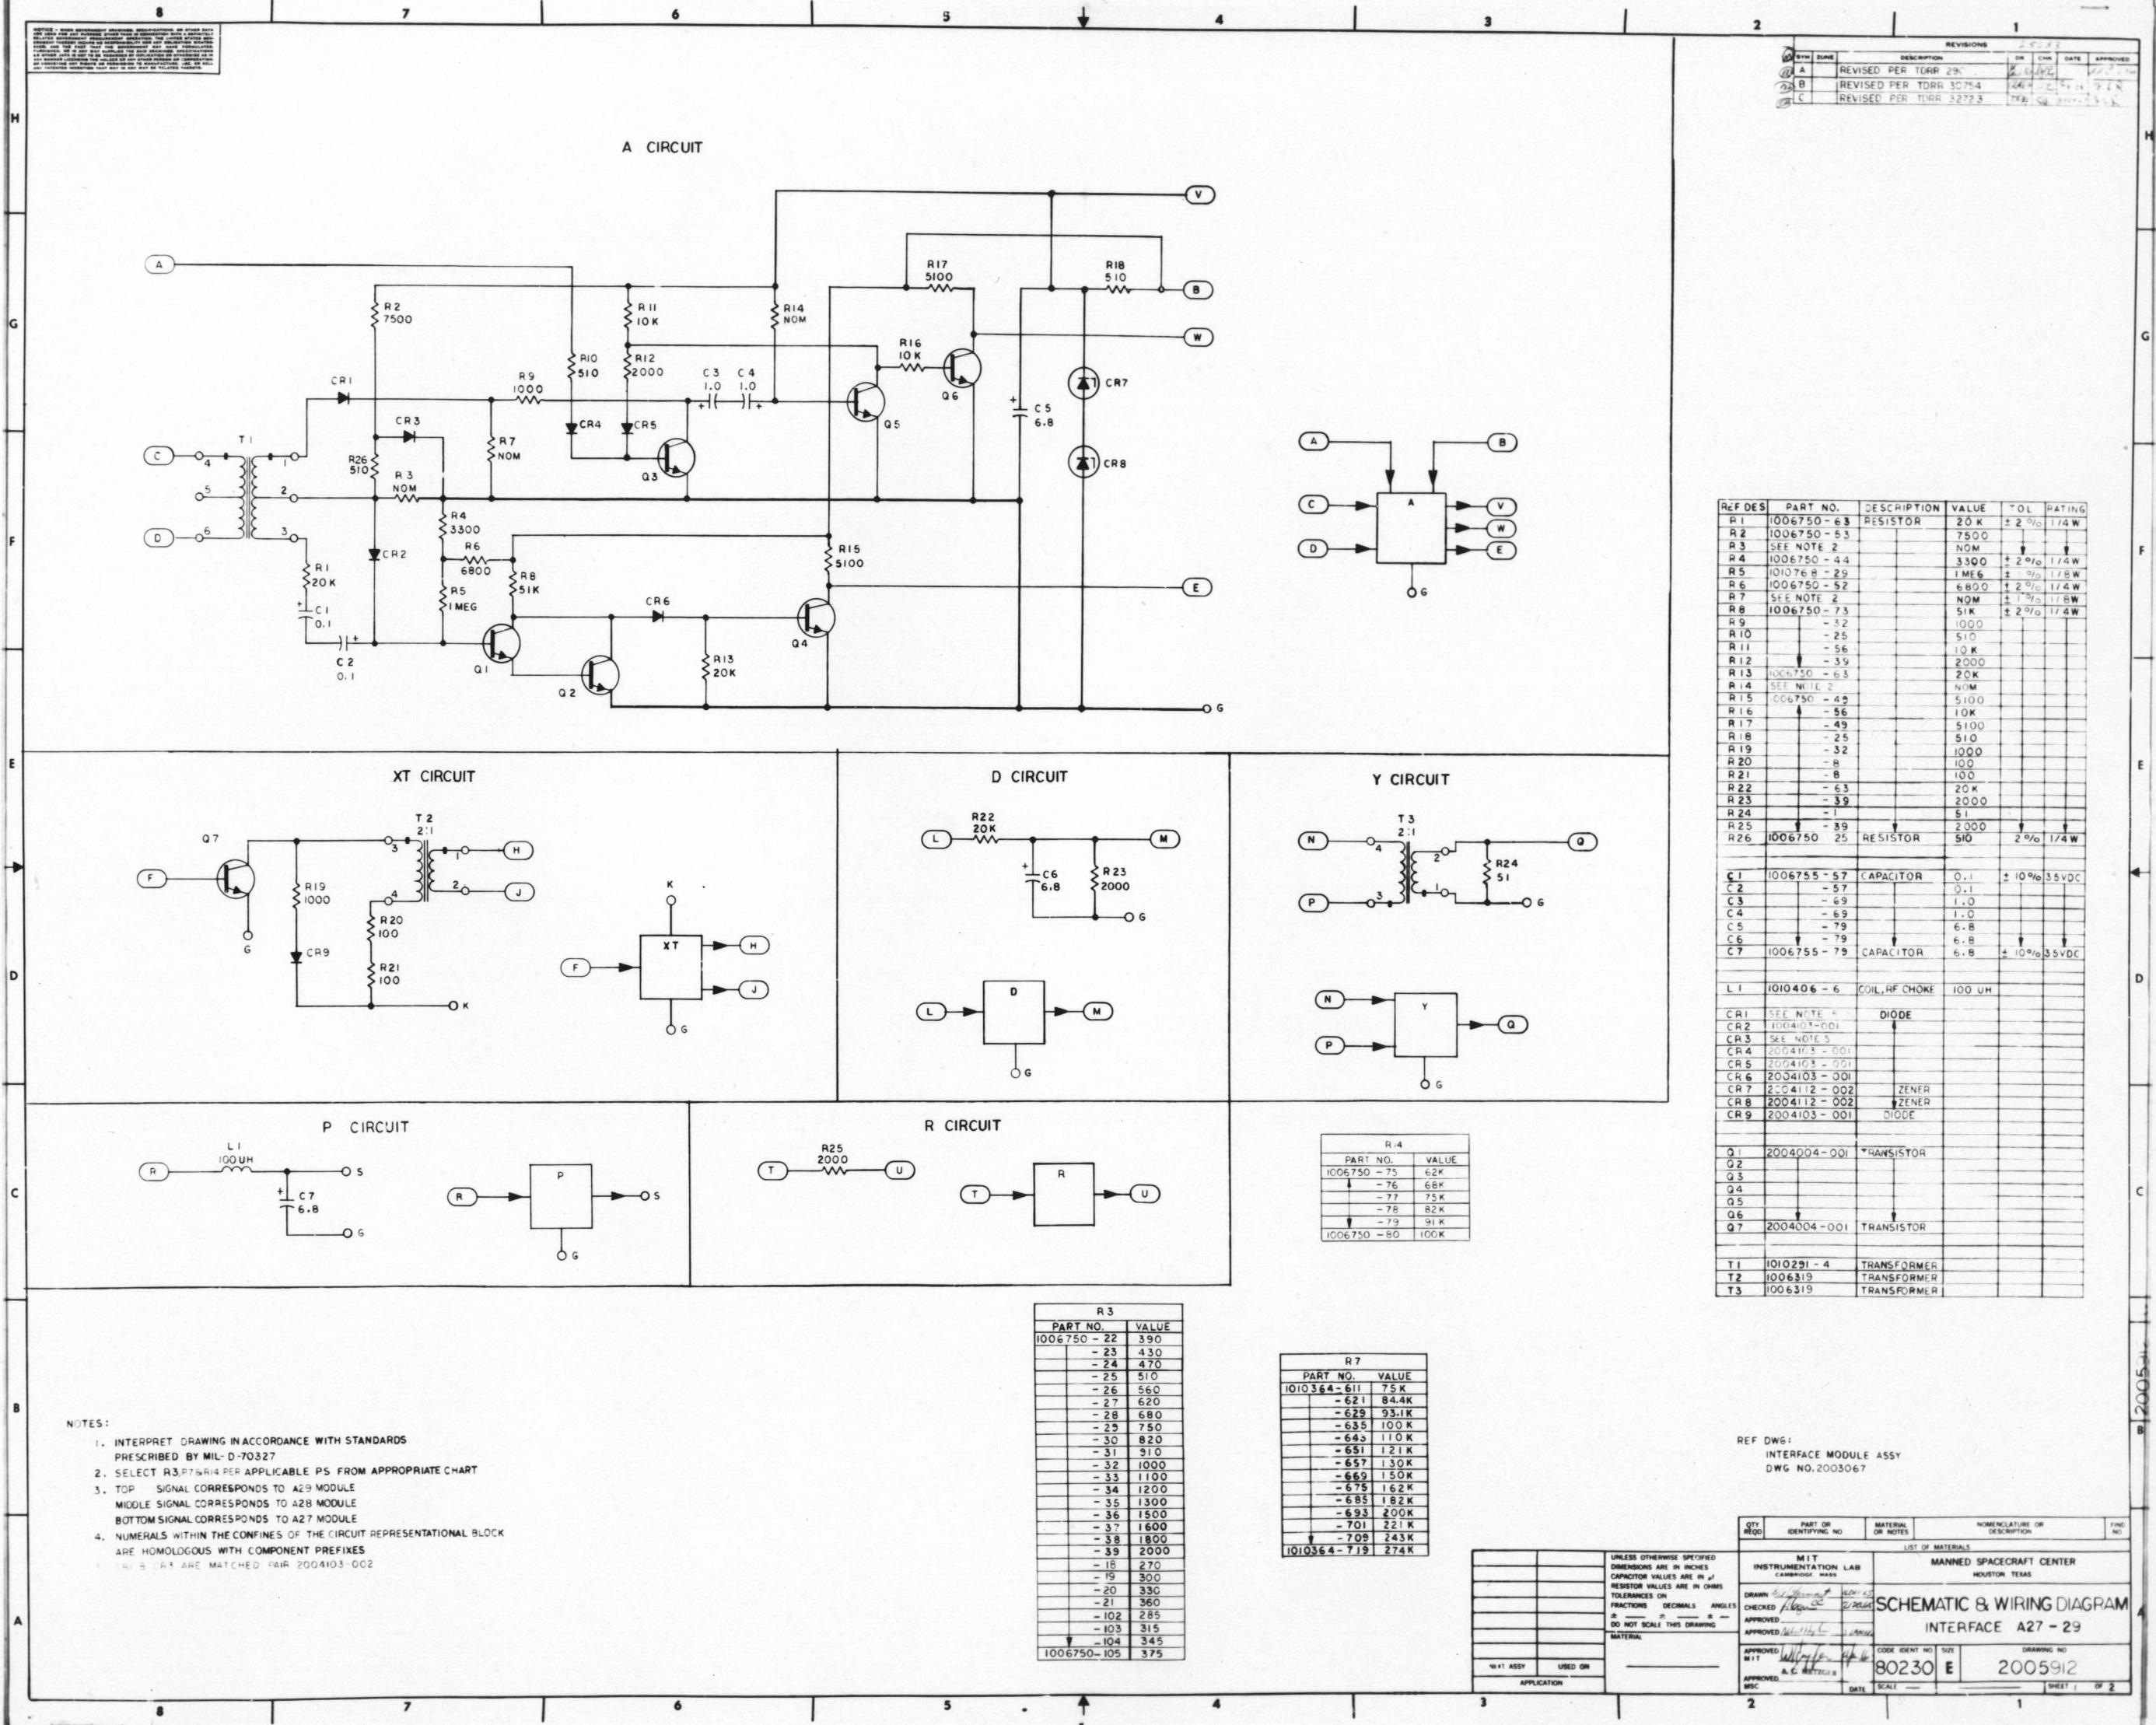 8 7 6 5 4 3 2 1
REVISIONS
SYM ZONE DESCRIPTION DR CHK DATE APPROVED
A REVISED PER TDRR
B REVISED PER TDRR 30754
C REVISED PER TDRR 32723
H
G
F
E
D
C
B
A
A CIRCUIT
V
A
R17
5100
R18
510
B
R2
7500
R11
10K
R14
NOM
W
R10
510
R12
2000
R16
10K
R9
1000
C3
1.0
C4
1.0
CR1
Q6
CR7
CR3
CR4
CR5
Q5
C5
6.8
T1
R7
NOM
C
4
1
R26
510
Q3
CR8
R3
NOM
5
2
R4
3300
D
6
3
CR2
R6
6800
R15
5100
R1
20K
R8
51K
R5
1MEG
E
C1
0.1
CR6
C2
0.1
Q1
Q2
R13
20K
Q4
G
A
B
C
A
V
W
D
E
G
XT CIRCUIT
Q7
T2
2:1
3
1
H
F
2
J
R19
1000
4
R20
100
G
CR9
R21
100
K
K
XT
H
F
J
G
D CIRCUIT
R22
20K
L
M
C6
6.8
R23
2000
G
D
L
M
G
Y CIRCUIT
T3
2:1
N
4
2
Q
R24
51
P
3
1
G
N
Y
Q
P
G
P CIRCUIT
L1
100UH
R
S
C7
6.8
G
P
R
S
G
R CIRCUIT
R25
2000
T
U
R
T
U
R14
PART NO. VALUE
1006750 -75 62K
-76 68K
-77 75K
-78 82K
-79 91K
1006750 -80 100K
R3
PART NO. VALUE
1006750 -22 390
-23 430
-24 470
-25 510
-26 560
-27 620
-28 680
-29 750
-30 820
-31 910
-32 1000
-33 1100
-34 1200
-35 1300
-36 1500
-37 1600
-38 1800
-39 2000
-18 270
-19 300
-20 330
-21 360
-102 285
-103 315
-104 345
1006750-105 375
R7
PART NO. VALUE
1010364-611 75K
-621 84.4K
-629 93.1K
-635 100K
-643 110K
-651 121K
-657 130K
-669 150K
-675 162K
-685 182K
-693 200K
-701 221K
-709 243K
1010364-719 274K
REF DES PART NO. DESCRIPTION VALUE TOL RATING
R1 1006750-63 RESISTOR 20K ±2% 1/4W
R2 1006750-53 7500
R3 SEE NOTE 2 NOM
R4 1006750-44 3300 ±2% 1/4W
R5 1010768-29 1MEG 1/8W
R6 1006750-52 6800 ±2% 1/4W
R7 SEE NOTE 2 NOM ±1% 1/8W
R8 1006750-73 51K ±2% 1/4W
R9 -32 1000
R10 -25 510
R11 -56 10K
R12 -39 2000
R13 1006750-63 20K
R14 SEE NOTE 2 NOM
R15 1006750-49 5100
R16 -56 10K
R17 -49 5100
R18 -25 510
R19 -32 1000
R20 -8 100
R21 -8 100
R22 -63 20K
R23 -39 2000
R24 -1 51
R25 -39 2000
R26 1006750 25 RESISTOR 510 2% 1/4W
C1 1006755-57 CAPACITOR 0.1 ±10% 35VDC
C2 -57 0.1
C3 -69 1.0
C4 -69 1.0
C5 -79 6.8
C6 -79 6.8
C7 1006755-79 CAPACITOR 6.8 ±10% 35VDC
L1 1010406-6 COIL, RF CHOKE 100 UH
CR1 SEE NOTE DIODE
CR2 -001
CR3 SEE NOTE 5
CR4 2004103-001
CR5 2004103-001
CR6 2004103-001
CR7 2004112-002 ZENER
CR8 2004112-002 ZENER
CR9 2004103-001 DIODE
Q1 2004004-001 TRANSISTOR
Q2
Q3
Q4
Q5
Q6
Q7 2004004-001 TRANSISTOR
T1 1010291-4 TRANSFORMER
T2 1006319 TRANSFORMER
T3 1006319 TRANSFORMER
NOTES:
1. INTERPRET DRAWING IN ACCORDANCE WITH STANDARDS
PRESCRIBED BY MIL-D-70327
2. SELECT R3,R7&R14 PER APPLICABLE PS FROM APPROPRIATE CHART
3. TOP SIGNAL CORRESPONDS TO A29 MODULE
MIDDLE SIGNAL CORRESPONDS TO A28 MODULE
BOTTOM SIGNAL CORRESPONDS TO A27 MODULE
4. NUMERALS WITHIN THE CONFINES OF THE CIRCUIT REPRESENTATIONAL BLOCK
ARE HOMOLOGOUS WITH COMPONENT PREFIXES
CR3 ARE MATCHED PAIR 2004103-002
REF DWG:
INTERFACE MODULE ASSY
DWG NO. 2003067
QTY REQD PART OR IDENTIFYING NO MATERIAL OR NOTES NOMENCLATURE OR DESCRIPTION FIND NO
LIST OF MATERIALS
UNLESS OTHERWISE SPECIFIED
DIMENSIONS ARE IN INCHES
CAPACITOR VALUES ARE IN
RESISTOR VALUES ARE IN OHMS
TOLERANCES ON
FRACTIONS DECIMALS ANGLES
± ± ±
DO NOT SCALE THIS DRAWING
MATERIAL
NEXT ASSY USED ON
APPLICATION
MIT
INSTRUMENTATION LAB
CAMBRIDGE MASS
DRAWN
CHECKED
APPROVED
APPROVED
APPROVED
MIT
APPROVED
MSC
DATE
MANNED SPACECRAFT CENTER
HOUSTON TEXAS
SCHEMATIC & WIRING DIAGRAM
INTERFACE A27-29
CODE IDENT NO SIZE DRAWING NO
80230 E 2005912
SCALE SHEET 1 OF 2
8 7 6 5 4 3 2 1